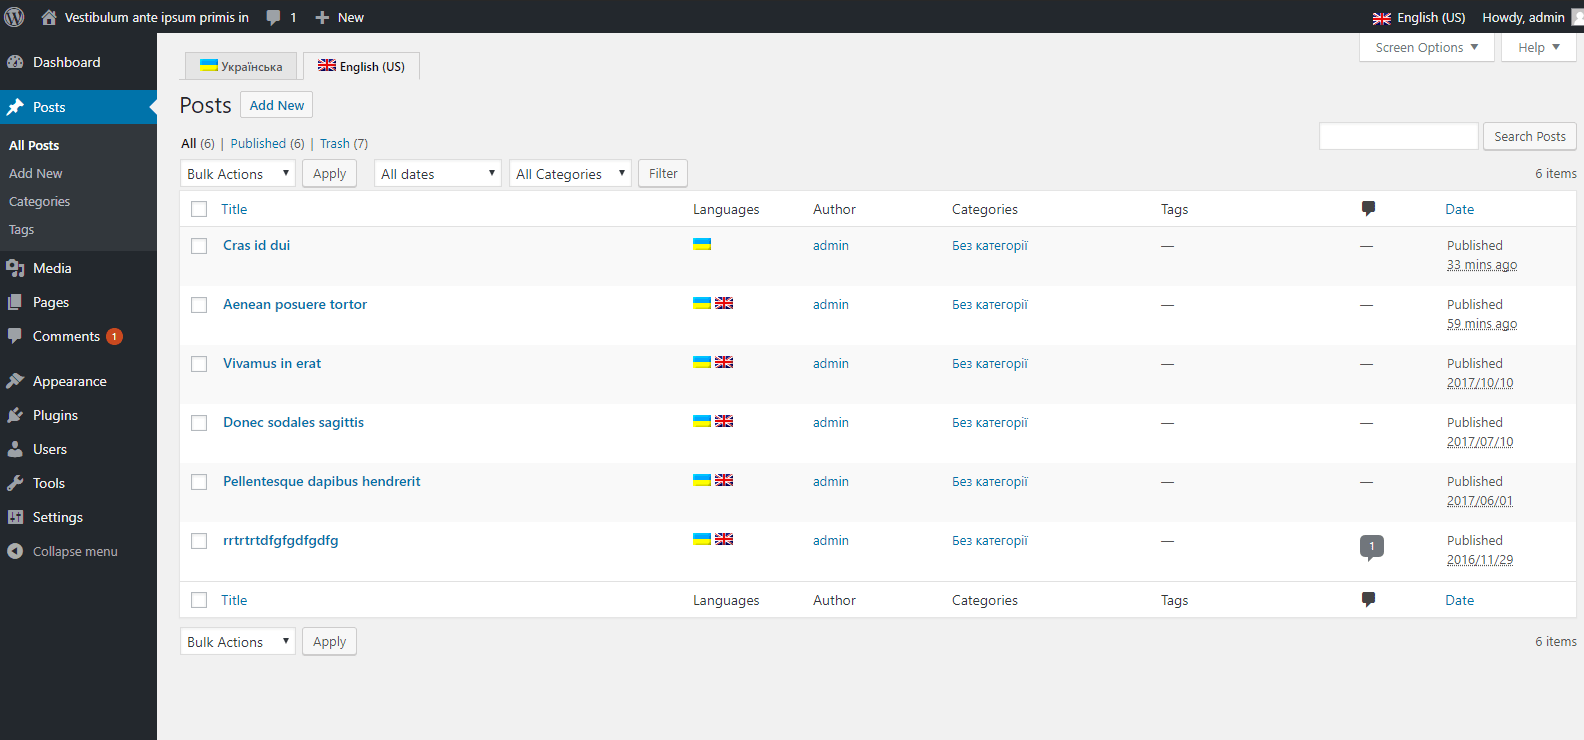 Vestibulum ante ipsum primis in 1 New English (US) Howdy, admin
Screen Options Help
Українська English (US)
Dashboard
Posts
All Posts
Add New
Categories
Tags
Media
Pages
Comments 1
Appearance
Plugins
Users
Tools
Settings
Collapse menu
Posts Add New
All (6) | Published (6) | Trash (7)
Search Posts
Bulk Actions Apply All dates All Categories Filter 6 items
Title Languages Author Categories Tags Date
Cras id dui admin Без категорії — — Published
33 mins ago
Aenean posuere tortor admin Без категорії — — Published
59 mins ago
Vivamus in erat admin Без категорії — — Published
2017/10/10
Donec sodales sagittis admin Без категорії — — Published
2017/07/10
Pellentesque dapibus hendrerit admin Без категорії — — Published
2017/06/01
rrtrtrtdfgfgdfgdfg admin Без категорії — 1 Published
2016/11/29
Title Languages Author Categories Tags Date
Bulk Actions Apply 6 items